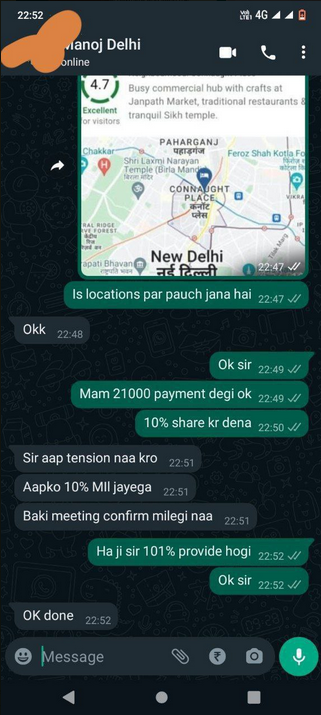 22:52
4G
Manoj Delhi
online
4.7
Excellent
for visitors
Busy commercial hub with crafts at
Janpath Market, traditional restaurants &
tranquil Sikh temple.
PAHARGANJ
पहाड़गंज
Chakkar
Shri Laxmi Narayan
Temple (Birla Mand
Feroz Shah Kotla Fo
CONNAUGHT
PLACE
कनॉट
प्लेस
VIKRA
RAL RIDGE
RVE FOREST
apati Bhavan
New Delhi
नई दिल्ली
22:47
Is locations par pauch jana hai 22:47
Okk 22:48
Ok sir 22:49
Mam 21000 payment degi ok 22:49
10% share kr dena 22:50
Sir aap tension naa kro 22:51
Aapko 10% Mll jayega 22:51
Baki meeting confirm milegi naa 22:51
Ha ji sir 101% provide hogi 22:52
Ok sir 22:52
OK done 22:52
Message